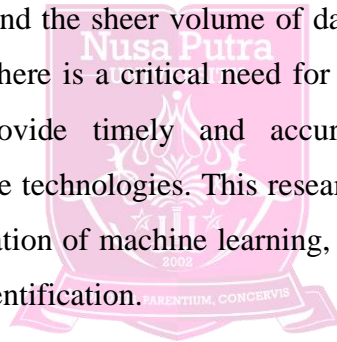 nd the sheer volume of da
Nusa Putra
here is a critical need for
ovide timely and accur
e technologies. This resear
ation of machine learning,
2002
entification.
PARENTIUM, CONCERVIS